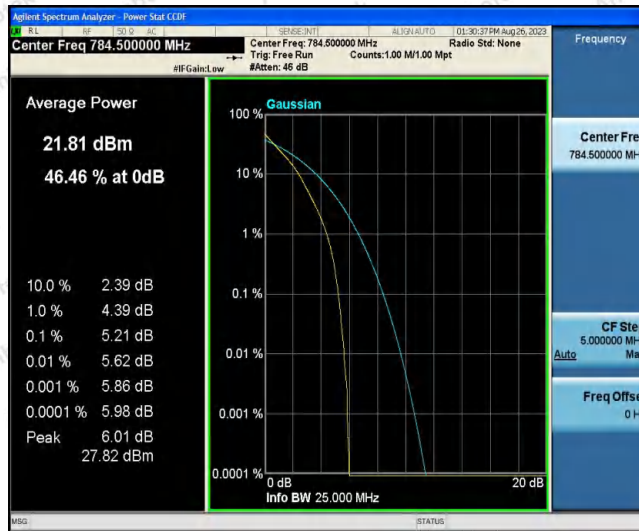 Agilent Spectrum Analyzer - Power Stat CCDF
RL RF 50 Ω AC SENSE:INT ALIGN AUTO 01:30:37 PM Aug 26, 2023
Center Freq 784.500000 MHz
Center Freq: 784.500000 MHz Radio Std: None
Trig: Free Run Counts:1.00 M/1.00 Mpt
#IFGain:Low #Atten: 46 dB
Frequency
Average Power
21.81 dBm
46.46 % at 0dB
10.0 % 2.39 dB
1.0 % 4.39 dB
0.1 % 5.21 dB
0.01 % 5.62 dB
0.001 % 5.86 dB
0.0001 % 5.98 dB
Peak 6.01 dB
27.82 dBm
Gaussian
100 %
10 %
1 %
0.1 %
0.01 %
0.001 %
0.0001 %
0 dB 20 dB
Info BW 25.000 MHz
Center Fre
784.500000 MH
CF Ste
5.000000 MH
Auto Ma
Freq Offse
0 H
MSG STATUS